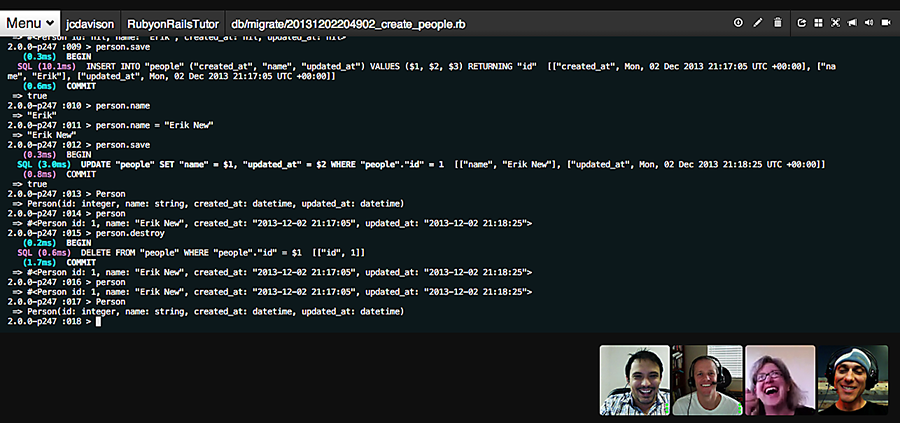 Menu jcdavison RubyonRailsTutor db/migrate/20131202204902_create_people.rb
=> #<Person id: nil, name: "Erik", created_at: nil, updated_at: nil>
2.0.0-p247 :009 > person.save
(0.3ms) BEGIN
SQL (10.1ms) INSERT INTO "people" ("created_at", "name", "updated_at") VALUES ($1, $2, $3) RETURNING "id" [["created_at", Mon, 02 Dec 2013 21:17:05 UTC +00:00], ["na
me", "Erik"], ["updated_at", Mon, 02 Dec 2013 21:17:05 UTC +00:00]]
(0.6ms) COMMIT
=> true
2.0.0-p247 :010 > person.name
=> "Erik"
2.0.0-p247 :011 > person.name = "Erik New"
=> "Erik New"
2.0.0-p247 :012 > person.save
(0.3ms) BEGIN
SQL (3.0ms) UPDATE "people" SET "name" = $1, "updated_at" = $2 WHERE "people"."id" = 1 [["name", "Erik New"], ["updated_at", Mon, 02 Dec 2013 21:18:25 UTC +00:00]]
(0.8ms) COMMIT
=> true
2.0.0-p247 :013 > Person
=> Person(id: integer, name: string, created_at: datetime, updated_at: datetime)
2.0.0-p247 :014 > person
=> #<Person id: 1, name: "Erik New", created_at: "2013-12-02 21:17:05", updated_at: "2013-12-02 21:18:25">
2.0.0-p247 :015 > person.destroy
(0.2ms) BEGIN
SQL (0.6ms) DELETE FROM "people" WHERE "people"."id" = $1 [["id", 1]]
(1.7ms) COMMIT
=> #<Person id: 1, name: "Erik New", created_at: "2013-12-02 21:17:05", updated_at: "2013-12-02 21:18:25">
2.0.0-p247 :016 > person
=> #<Person id: 1, name: "Erik New", created_at: "2013-12-02 21:17:05", updated_at: "2013-12-02 21:18:25">
2.0.0-p247 :017 > Person
=> Person(id: integer, name: string, created_at: datetime, updated_at: datetime)
2.0.0-p247 :018 >